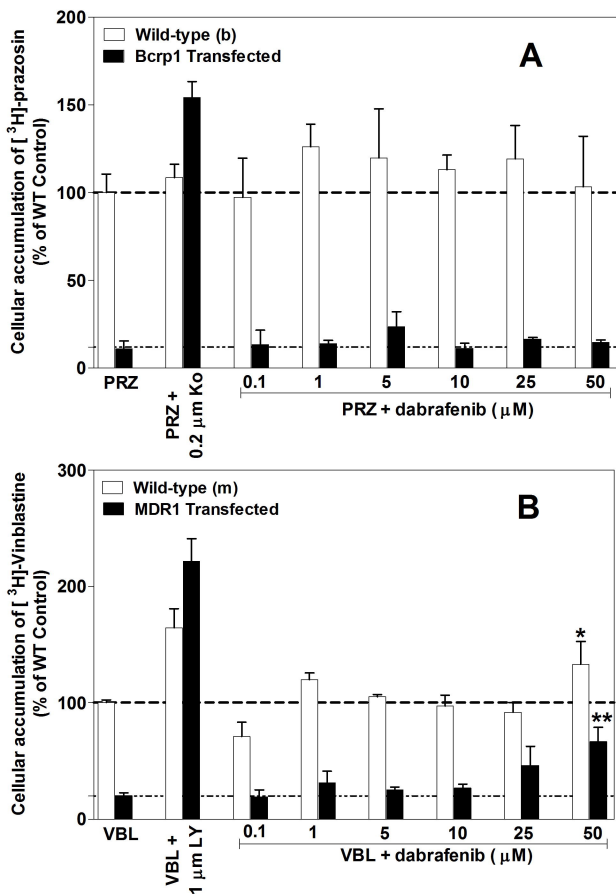 200
150
100
50
0
Cellular accumulation of [³H]-prazosin
(% of WT Control)
Wild-type (b)
Bcrp1 Transfected
A
PRZ
PRZ +
0.2 μm Ko
0.1 1 5 10 25 50
PRZ + dabrafenib ( μM)
300
200
100
0
Cellular accumulation of [³H]-Vinblastine
(% of WT Control)
Wild-type (m)
MDR1 Transfected
B
*
**
VBL
VBL +
1 μm LY
0.1 1 5 10 25 50
VBL + dabrafenib ( μM)